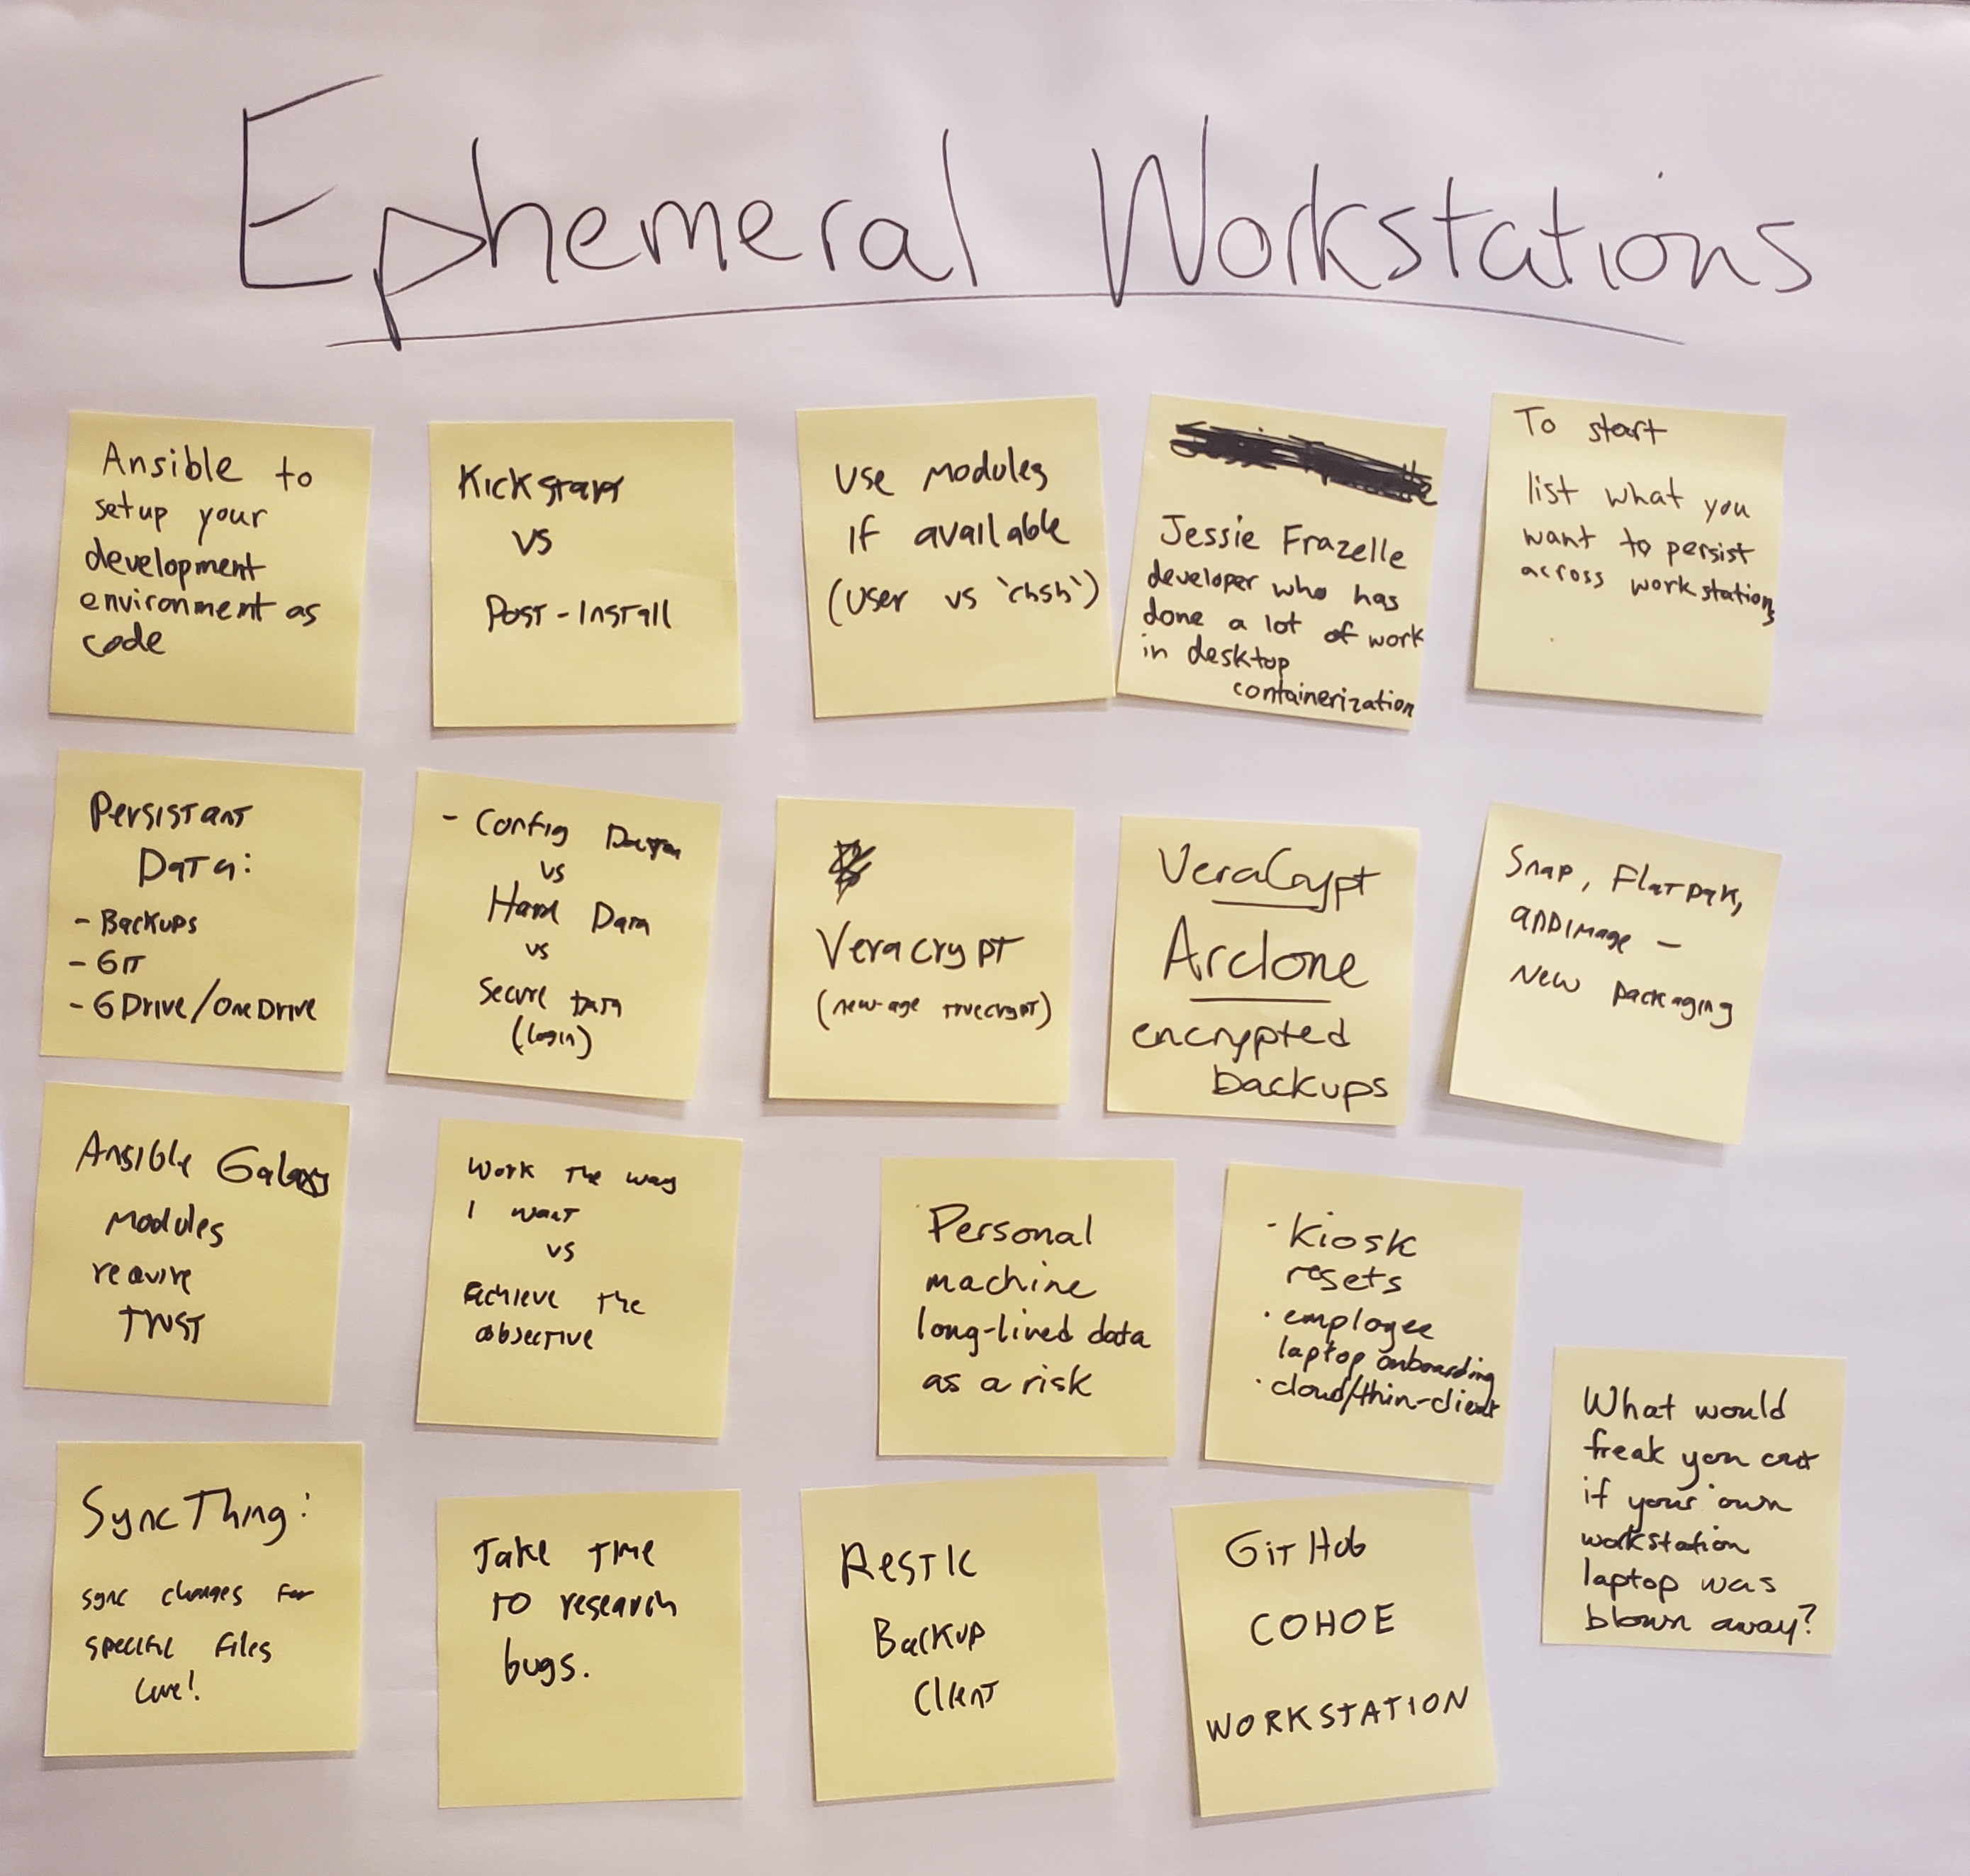 Ephemeral Workstations
Ansible to
setup your
development
environment as
code
Kickstart
vs
Post-Install
Use modules
if available
(user vs `chsh`)
Jessie Frazelle
developer who has
done a lot of work
in desktop
containerization
To start
list what you
want to persist
across workstations
Persistant
Data:
- Backups
- Git
- GDrive/OneDrive
- Config Data
vs
Hard Data
vs
Secure Data
(login)
Veracrypt
(new-age truecrypt)
VeraCrypt
Arclone
encrypted
backups
Snap, Flatpak,
appimage -
New packaging
Ansible Galaxy
modules
require
trust
Work the way
I want
vs
Achieve the
objective
Personal
machine
long-lived data
as a risk
- Kiosk
resets
· employee
laptop onboarding
· cloud/thin-client
What would
freak you out
if your own
workstation
laptop was
blown away?
SyncThing:
sync changes for
specific files
Live!
Take time
to research
bugs.
Restic
Backup
Client
GitHub
COHOE
WORKSTATION